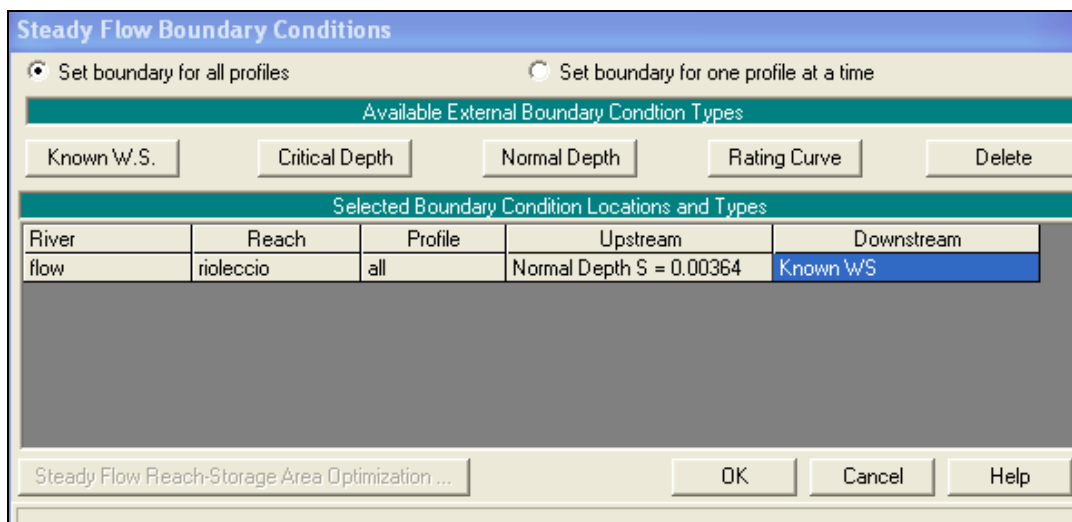 Steady Flow Boundary Conditions
Set boundary for all profiles Set boundary for one profile at a time
Available External Boundary Condtion Types
Known W.S. Critical Depth Normal Depth Rating Curve Delete
Selected Boundary Condition Locations and Types
River Reach Profile Upstream Downstream
flow rioleccio all Normal Depth S = 0.00364 Known WS
Steady Flow Reach-Storage Area Optimization ... OK Cancel Help